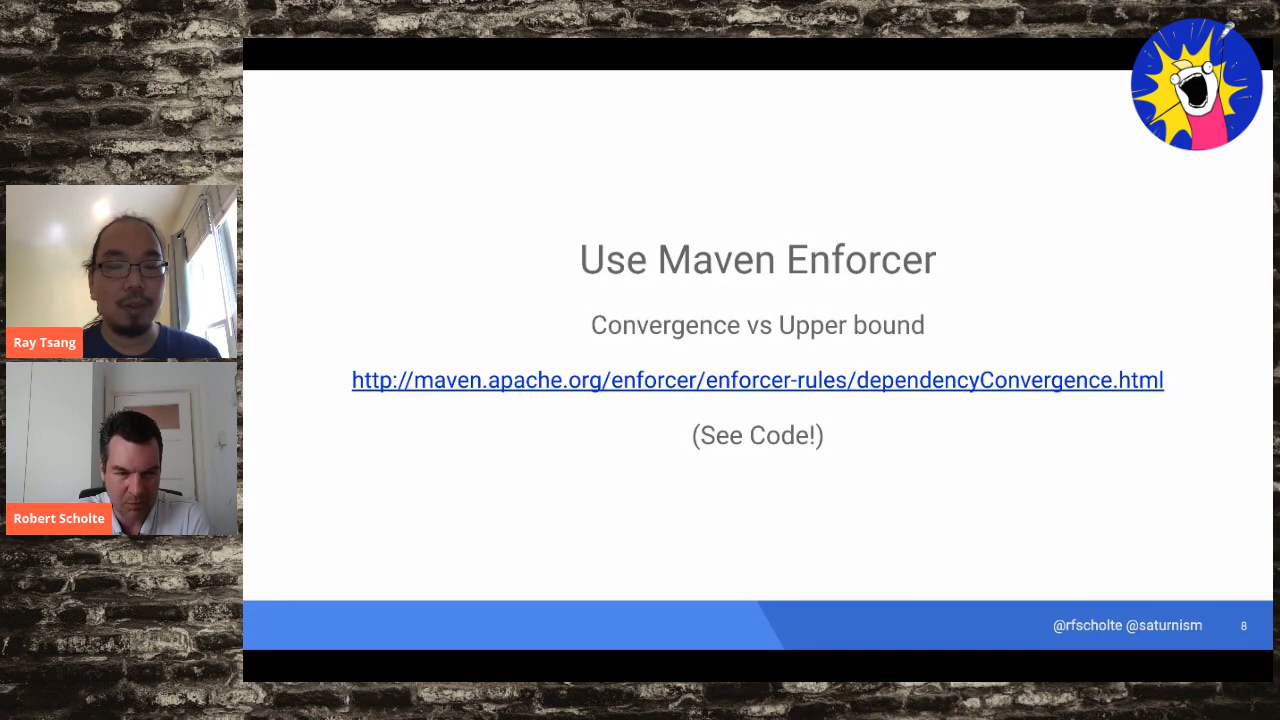 Use Maven Enforcer
Convergence vs Upper bound
http://maven.apache.org/enforcer/enforcer-rules/dependencyConvergence.html
(See Code!)
Ray Tsang
Robert Scholte
@rfscholte @saturnism 8